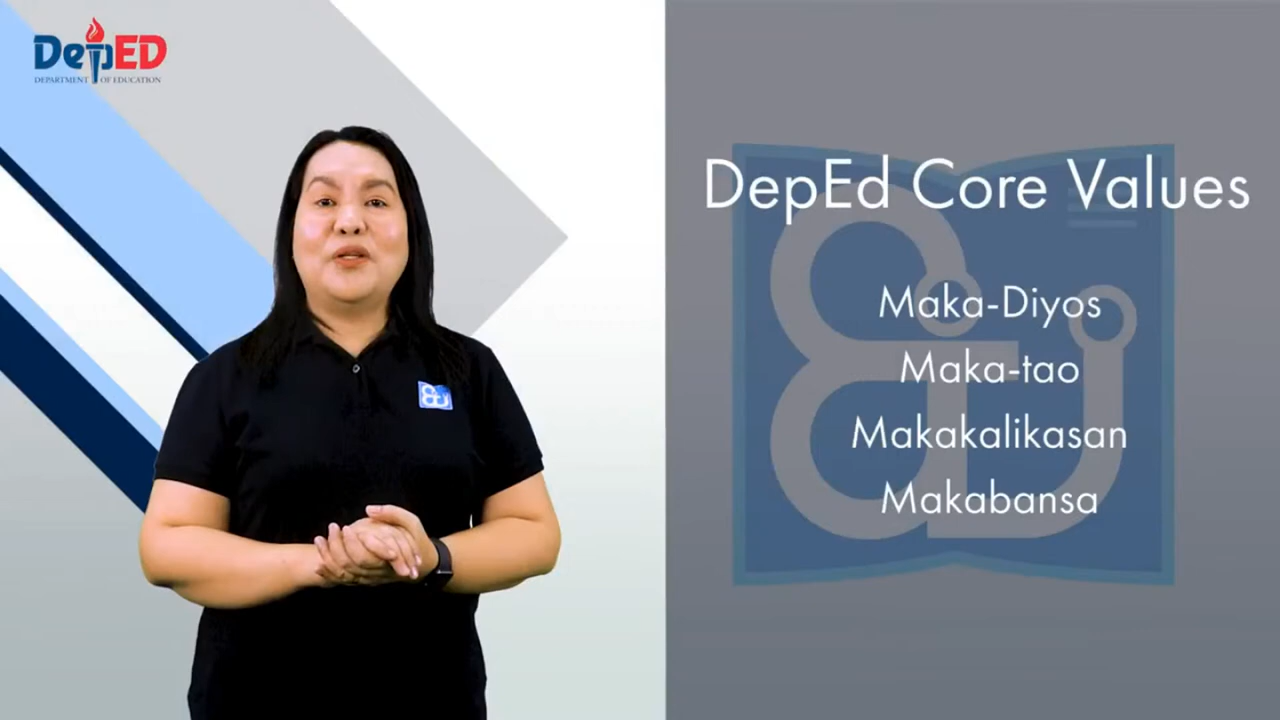 DepED
DEPARTMENT OF EDUCATION
DepEd Core Values
Maka-Diyos
Maka-tao
Makakalikasan
Makabansa